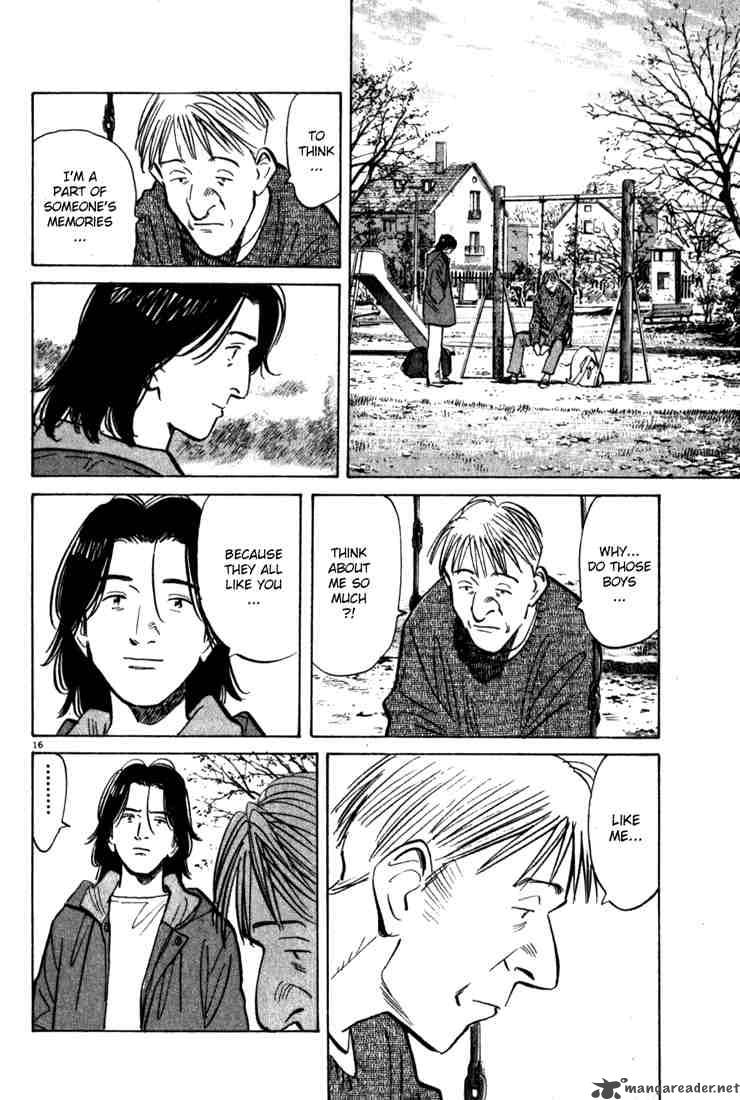 TO
THINK
...
I'M A
PART OF
SOMEONE'S
MEMORIES
...
WHY...
DO THOSE
BOYS
...
THINK
ABOUT
ME SO
MUCH
?!
BECAUSE
THEY ALL
LIKE YOU
...
LIKE
ME...
.........
16
mangareader.net